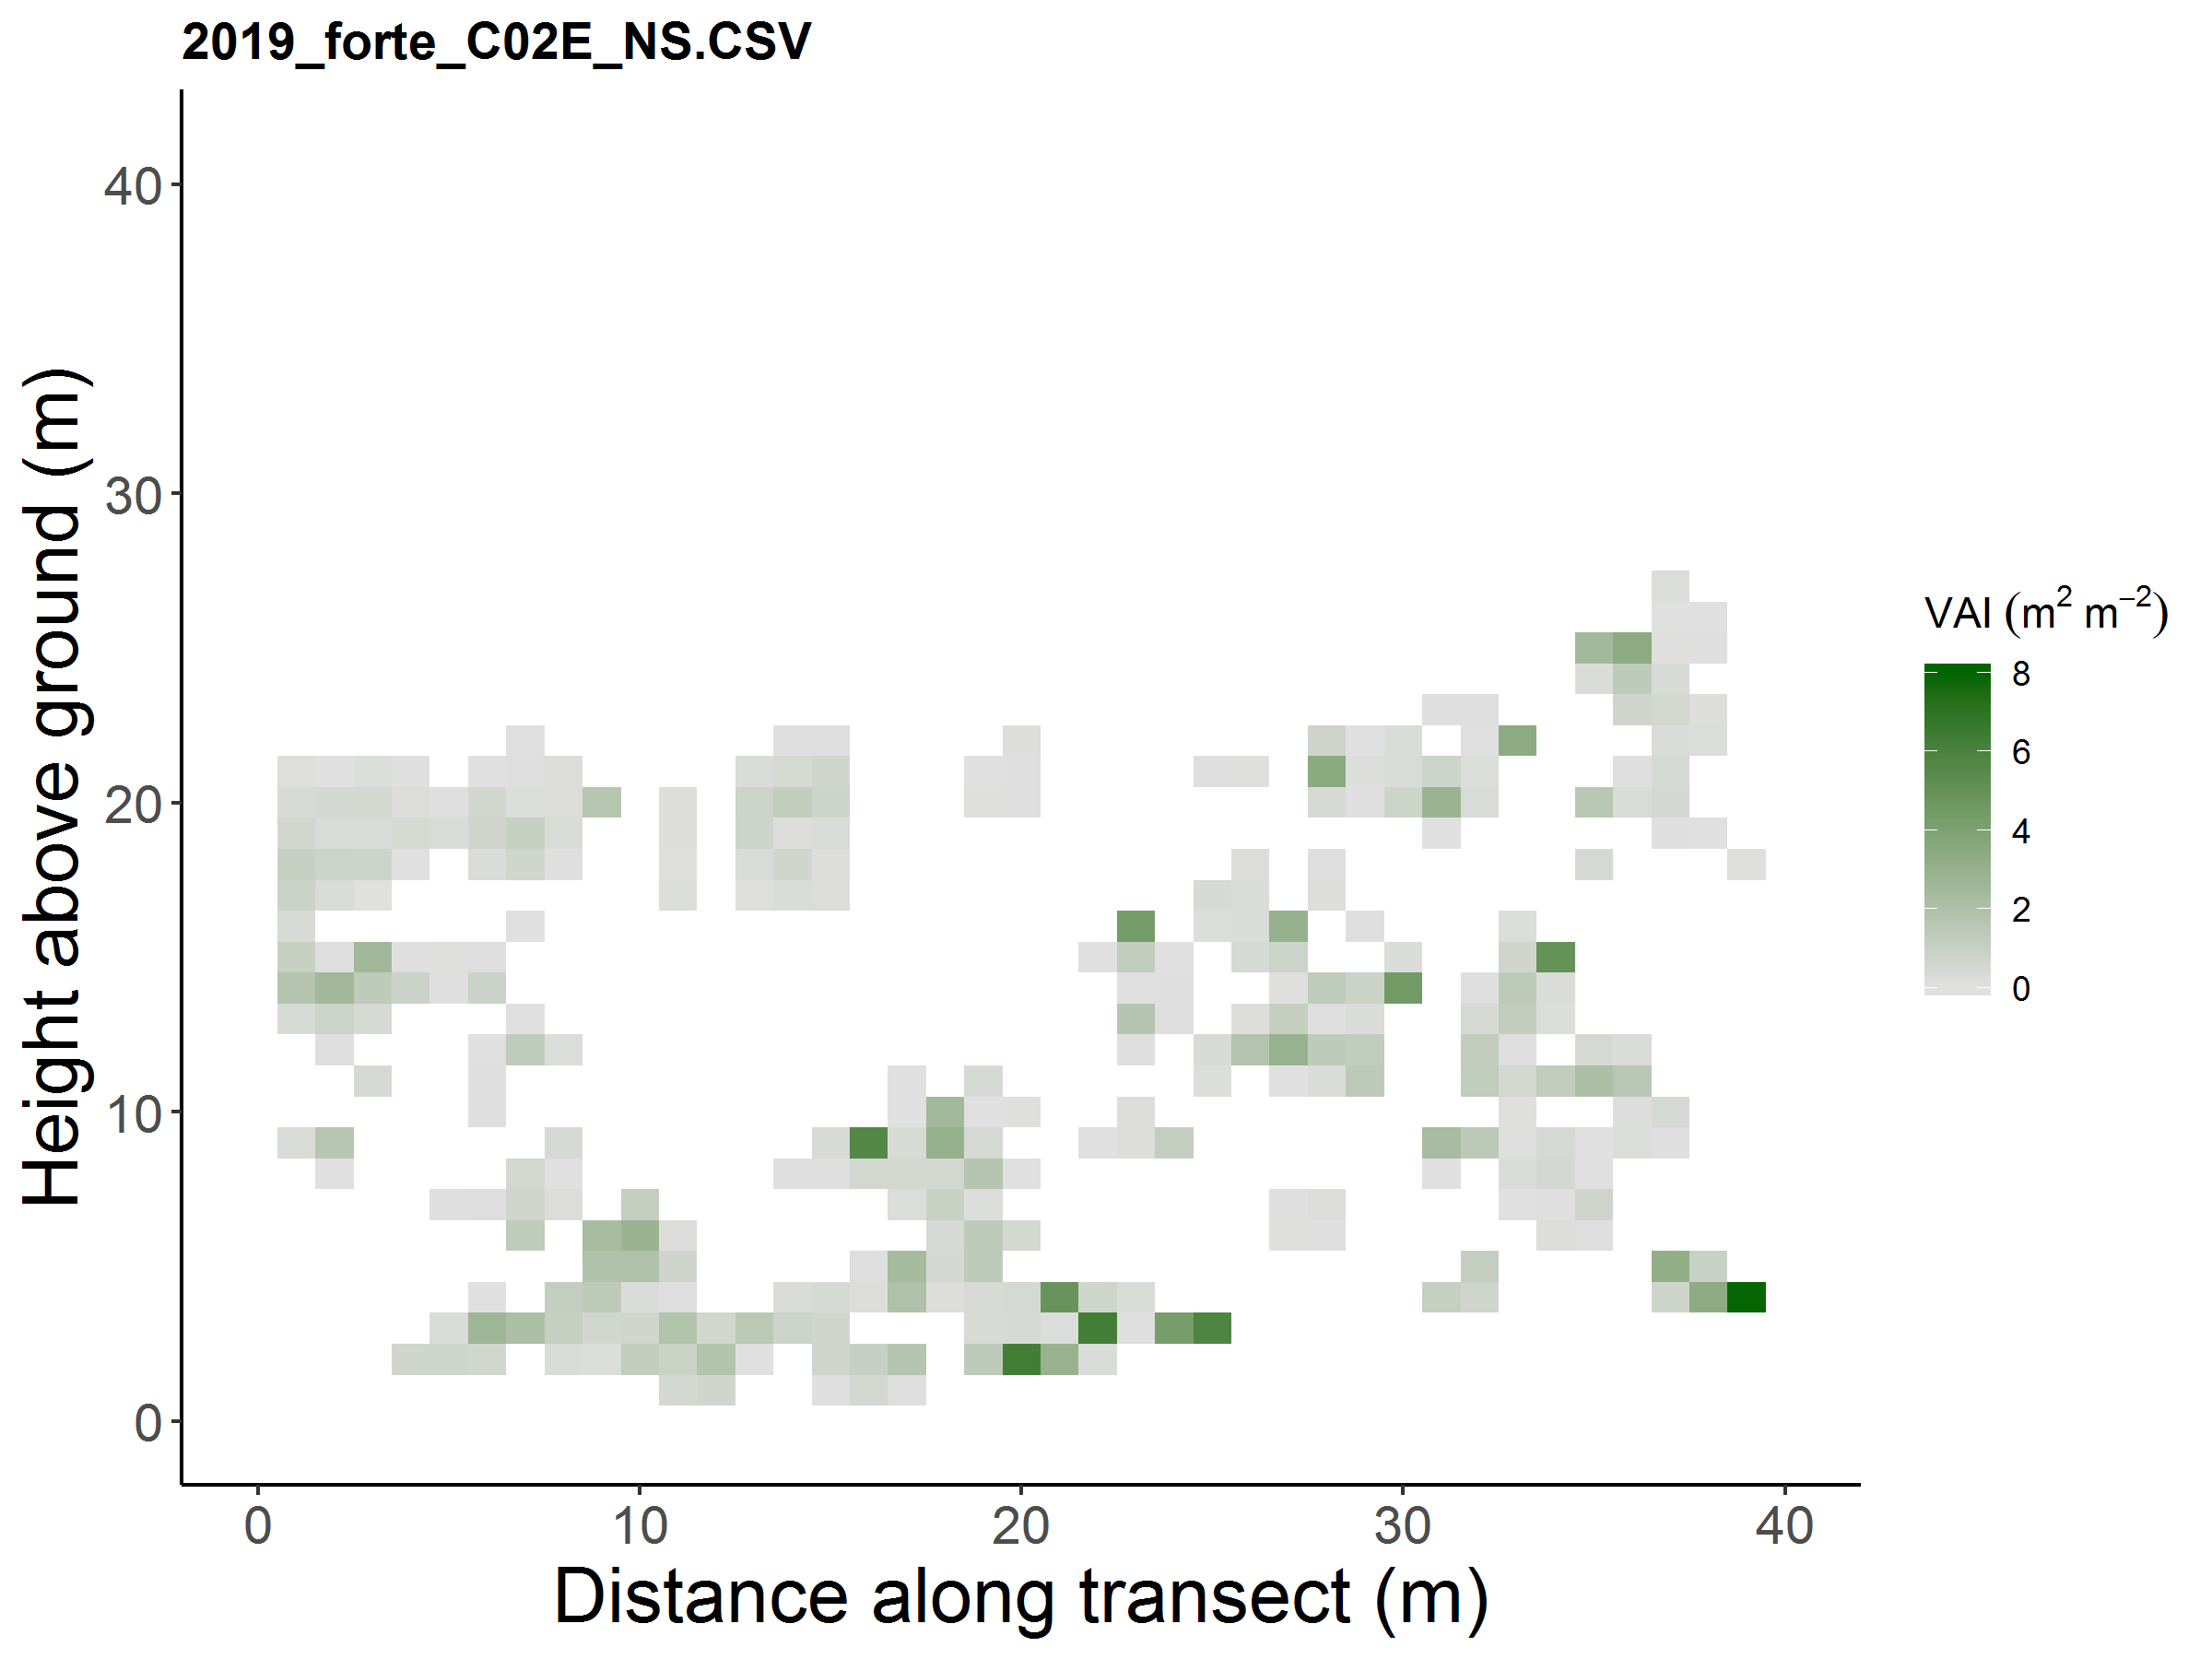 2019_forte_C02E_NS.CSV
40
30
20
10
0
Height above ground (m)
0 10 20 30 40
Distance along transect (m)
VAI (m² m⁻²)
8
6
4
2
0